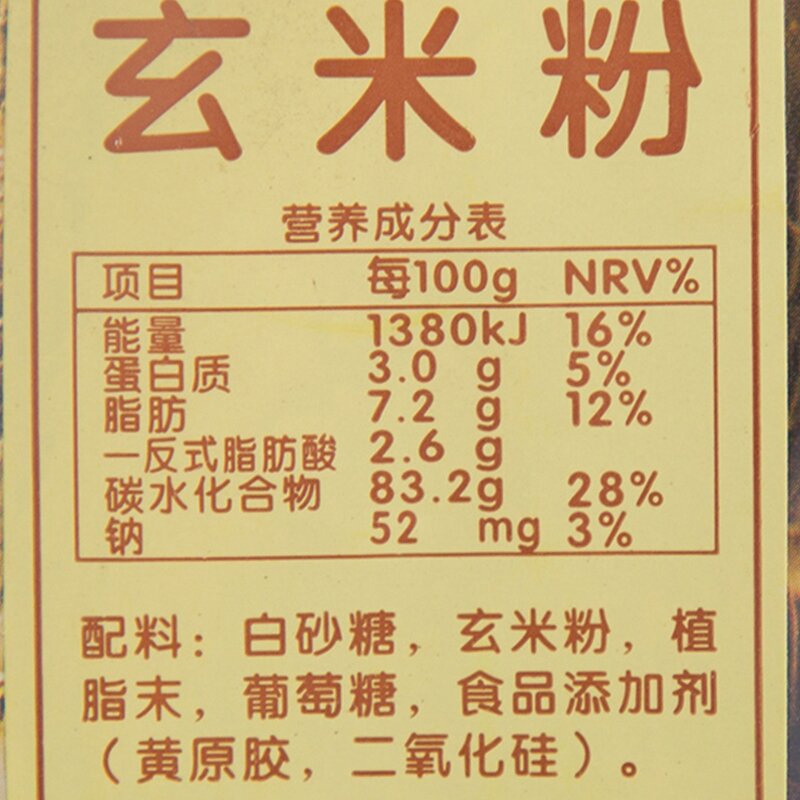 玄米粉
营养成分表
项目 每100g NRV%
能量 1380kJ 16%
蛋白质 3.0 g 5%
脂肪 7.2 g 12%
—反式脂肪酸 2.6 g
碳水化合物 83.2g 28%
钠 52 mg 3%
配料：白砂糖，玄米粉，植
脂末，葡萄糖，食品添加剂
（黄原胶，二氧化硅）。